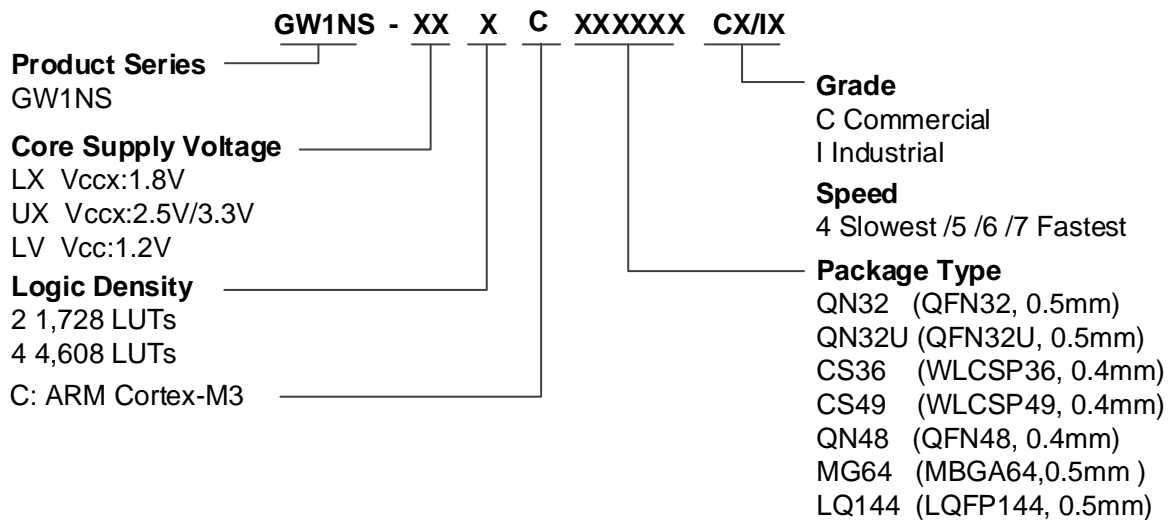 GW1NS - XX X C XXXXXX CX/IX
Product Series
GW1NS
Core Supply Voltage
LX Vccx:1.8V
UX Vccx:2.5V/3.3V
LV Vcc:1.2V
Logic Density
2 1,728 LUTs
4 4,608 LUTs
C: ARM Cortex-M3
Grade
C Commercial
I Industrial
Speed
4 Slowest /5 /6 /7 Fastest
Package Type
QN32 (QFN32, 0.5mm)
QN32U (QFN32U, 0.5mm)
CS36 (WLCSP36, 0.4mm)
CS49 (WLCSP49, 0.4mm)
QN48 (QFN48, 0.4mm)
MG64 (MBGA64,0.5mm )
LQ144 (LQFP144, 0.5mm)